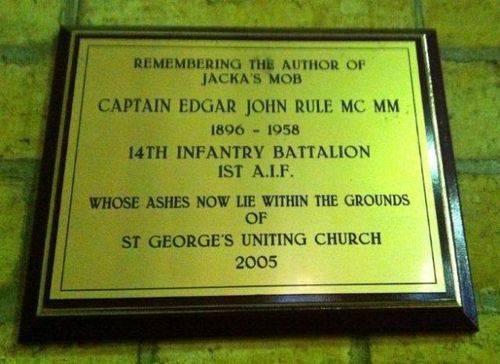 REMEMBERING THE AUTHOR OF
JACKA'S MOB
CAPTAIN EDGAR JOHN RULE MC MM
1896 - 1958
14TH INFANTRY BATTALION
1ST A.I.F.
WHOSE ASHES NOW LIE WITHIN THE GROUNDS
OF
ST GEORGE'S UNITING CHURCH
2005